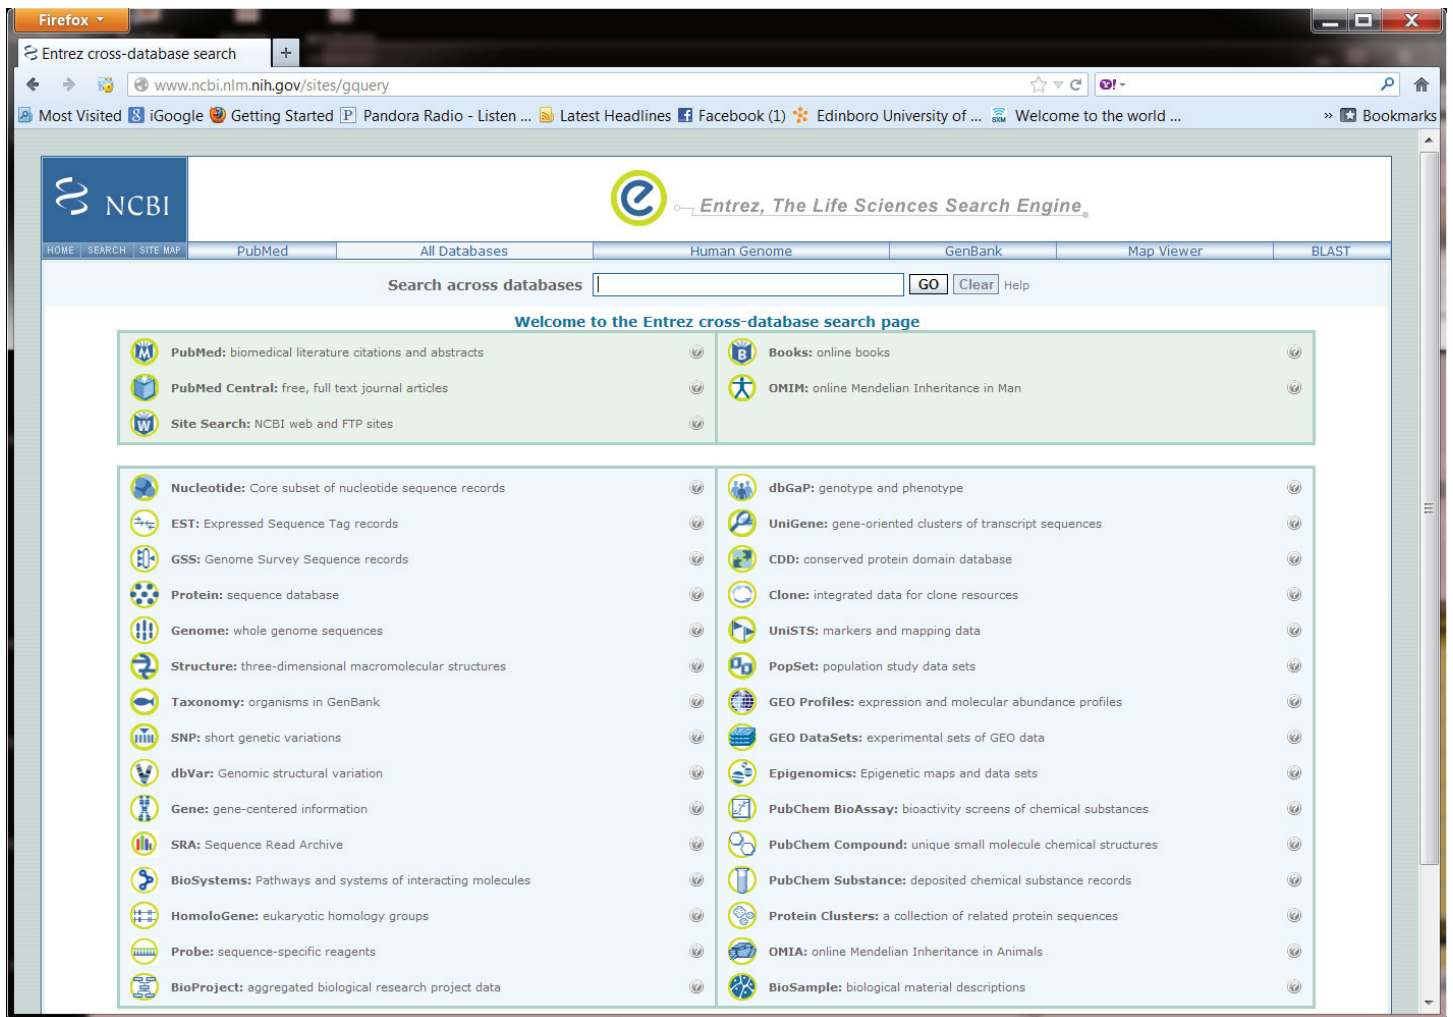 Firefox
Entrez cross-database search
www.ncbi.nlm.nih.gov/sites/gquery
Most Visited iGoogle Getting Started Pandora Radio - Listen ... Latest Headlines Facebook (1) Edinboro University of ... Welcome to the world ... » Bookmarks
NCBI
Entrez, The Life Sciences Search Engine
HOME SEARCH SITE MAP PubMed All Databases Human Genome GenBank Map Viewer BLAST
Search across databases GO Clear Help
Welcome to the Entrez cross-database search page
PubMed: biomedical literature citations and abstracts
PubMed Central: free, full text journal articles
Site Search: NCBI web and FTP sites
Books: online books
OMIM: online Mendelian Inheritance in Man
Nucleotide: Core subset of nucleotide sequence records
EST: Expressed Sequence Tag records
GSS: Genome Survey Sequence records
Protein: sequence database
Genome: whole genome sequences
Structure: three-dimensional macromolecular structures
Taxonomy: organisms in GenBank
SNP: short genetic variations
dbVar: Genomic structural variation
Gene: gene-centered information
SRA: Sequence Read Archive
BioSystems: Pathways and systems of interacting molecules
HomoloGene: eukaryotic homology groups
Probe: sequence-specific reagents
BioProject: aggregated biological research project data
dbGaP: genotype and phenotype
UniGene: gene-oriented clusters of transcript sequences
CDD: conserved protein domain database
Clone: integrated data for clone resources
UniSTS: markers and mapping data
PopSet: population study data sets
GEO Profiles: expression and molecular abundance profiles
GEO DataSets: experimental sets of GEO data
Epigenomics: Epigenetic maps and data sets
PubChem BioAssay: bioactivity screens of chemical substances
PubChem Compound: unique small molecule chemical structures
PubChem Substance: deposited chemical substance records
Protein Clusters: a collection of related protein sequences
OMIA: online Mendelian Inheritance in Animals
BioSample: biological material descriptions